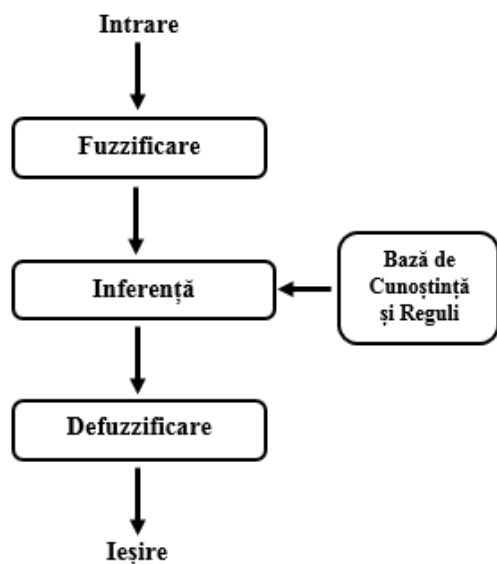 Intrare
Fuzzificare
Inferență
Bază de
Cunoștință
și Reguli
Defuzzificare
Ieșire